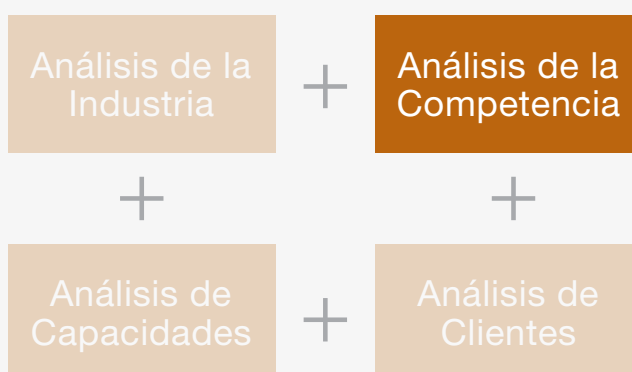 Análisis de la
Industria
+
Análisis de la
Competencia
+
+
Análisis de
Capacidades
+
Análisis de
Clientes